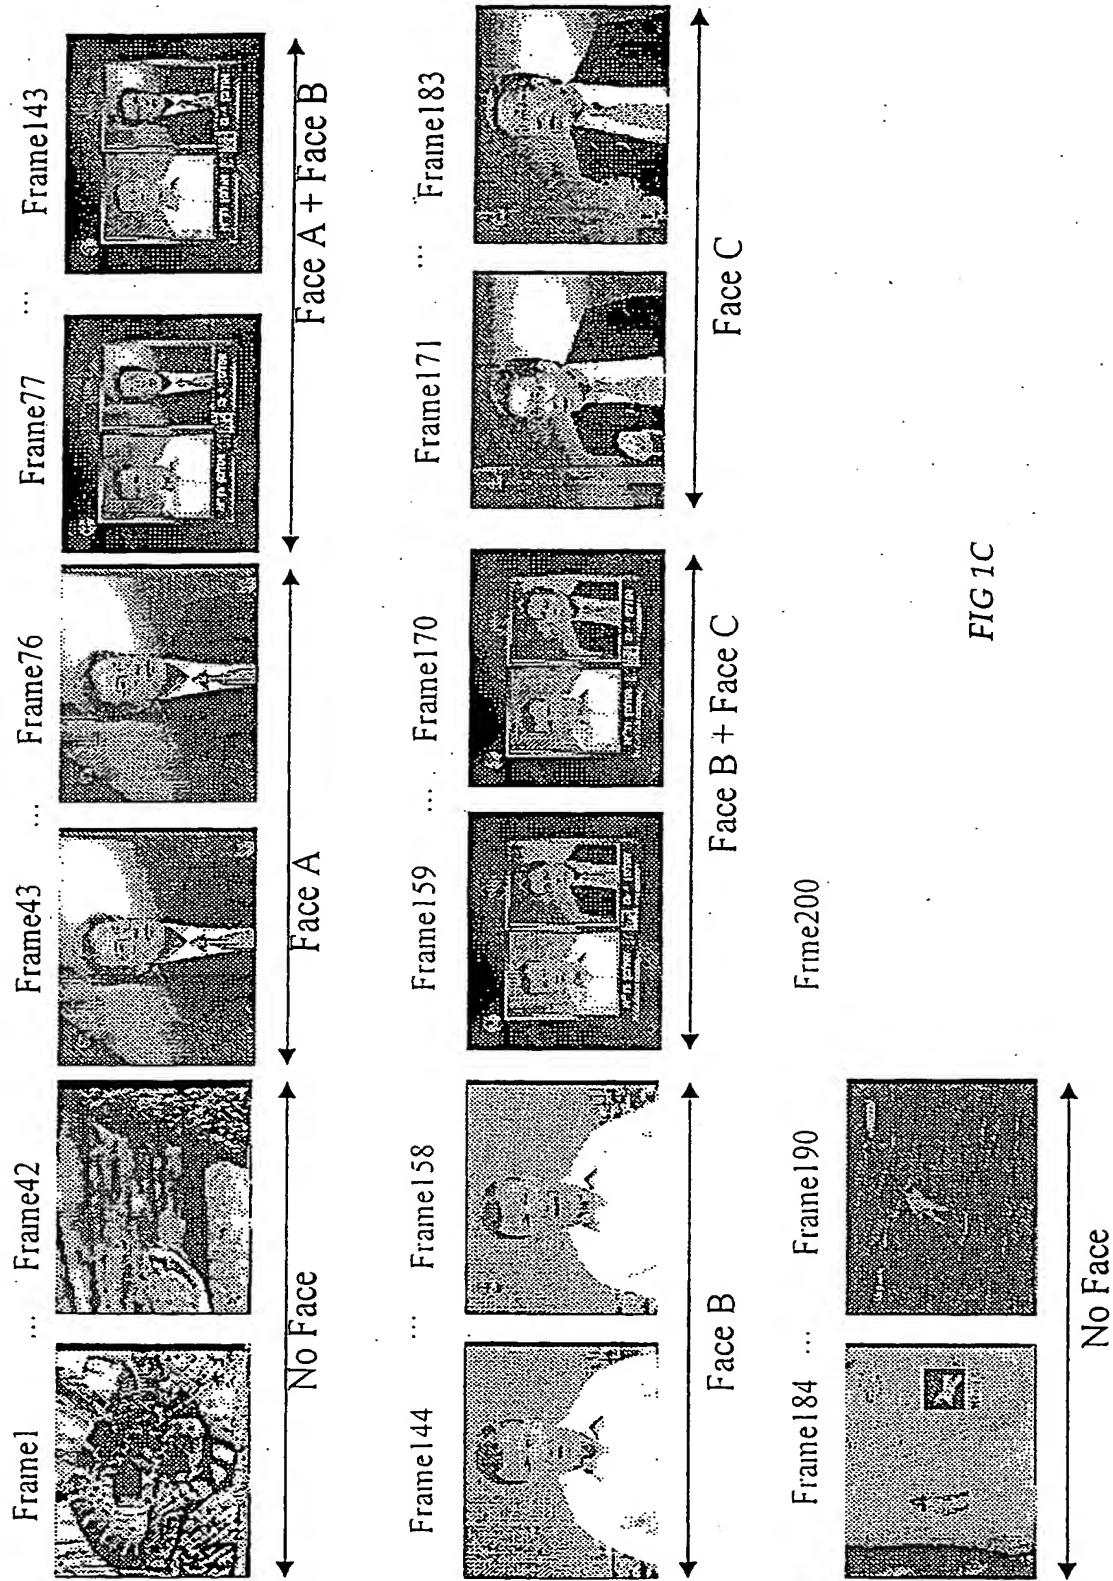 Frame1 ... Frame42 Frame43 ... Frame76 Frame77 ... Frame143
No Face Face A Face A + Face B
Frame144 ... Frame158 Frame159 ... Frame170 Frame171 ... Frame183
Face B Face B + Face C Face C
Frame184 ... Frame190 Frme200
No Face
FIG 1C